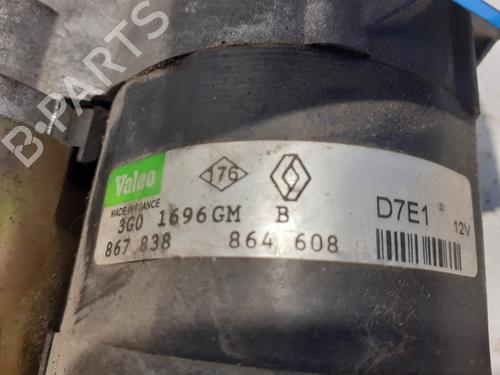 B-PARTS
Valeo
176
MADE IN FRANCE
3G0 1696GM B
867 838 864 608
D7E1
12V